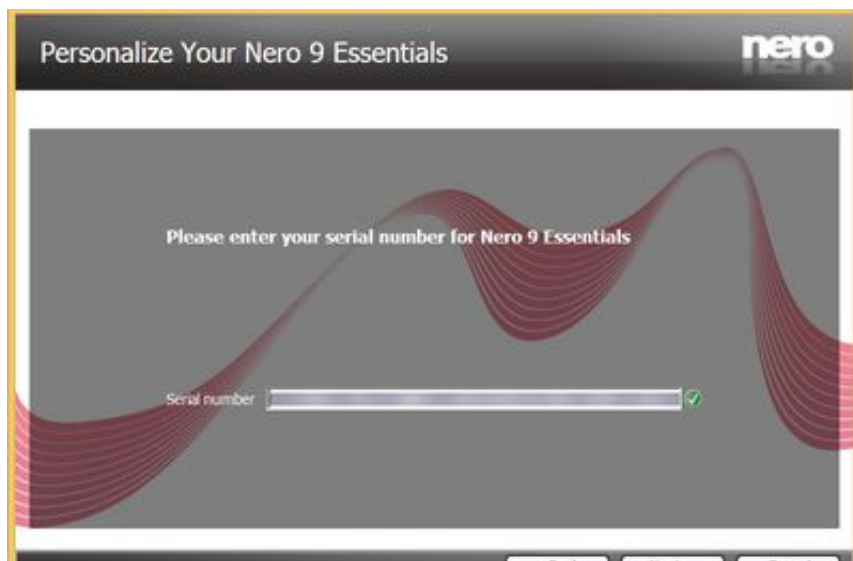 Personalize Your Nero 9 Essentials
nero
Please enter your serial number for Nero 9 Essentials
Serial number